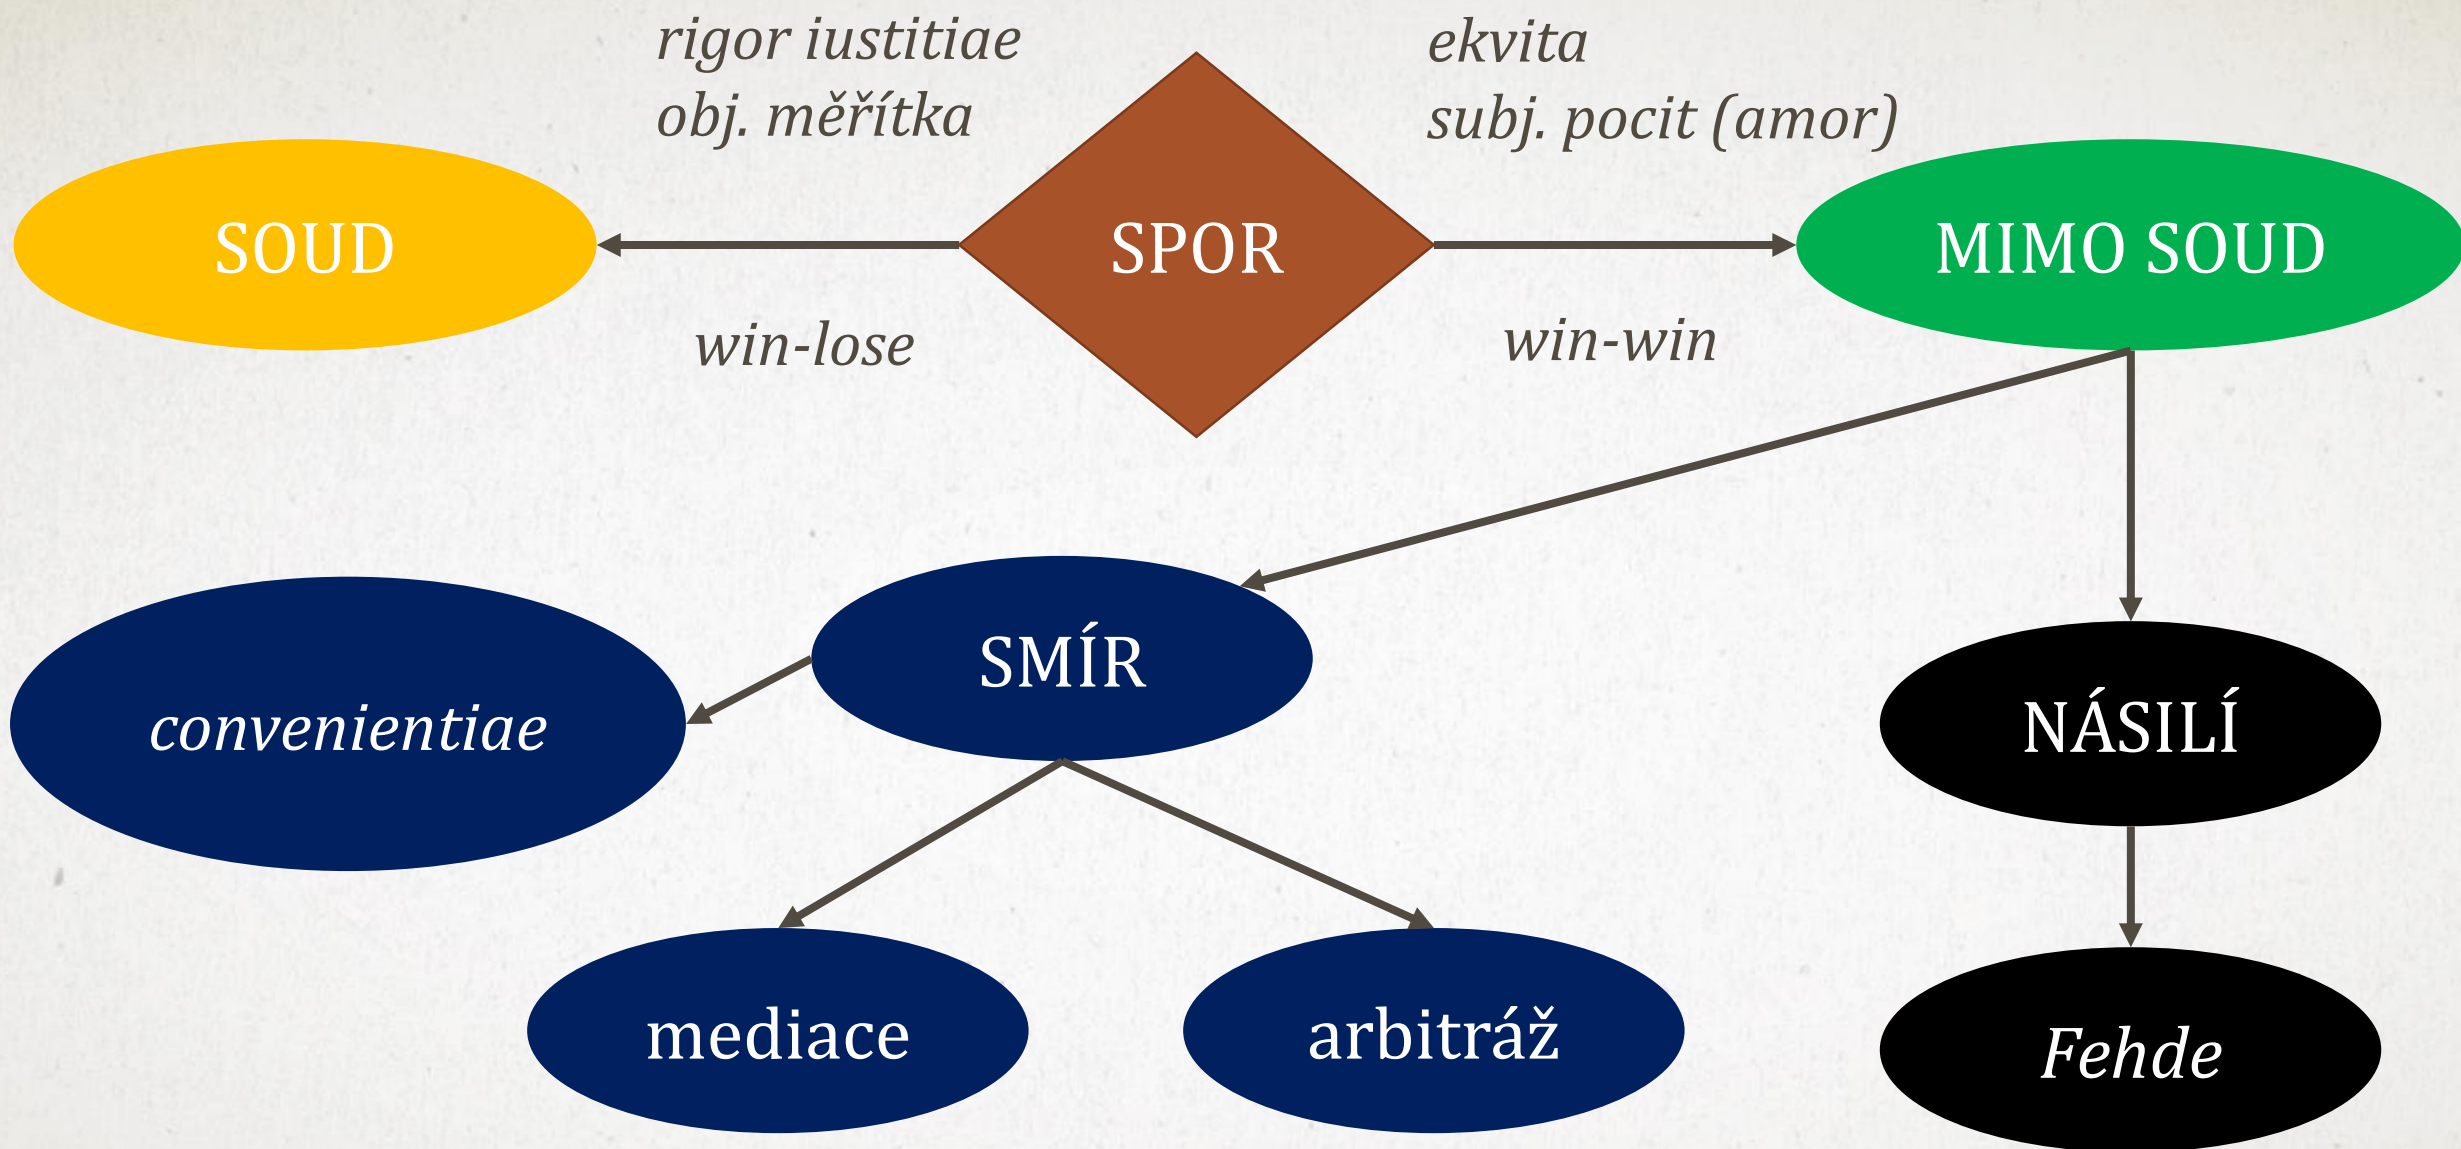 rigor iustitiae
obj. měřítka
ekvita
subj. pocit (amor)
SOUD
SPOR
MIMO SOUD
win-lose
win-win
SMÍR
convenientiae
NÁSILÍ
mediace
arbitráž
Fehde